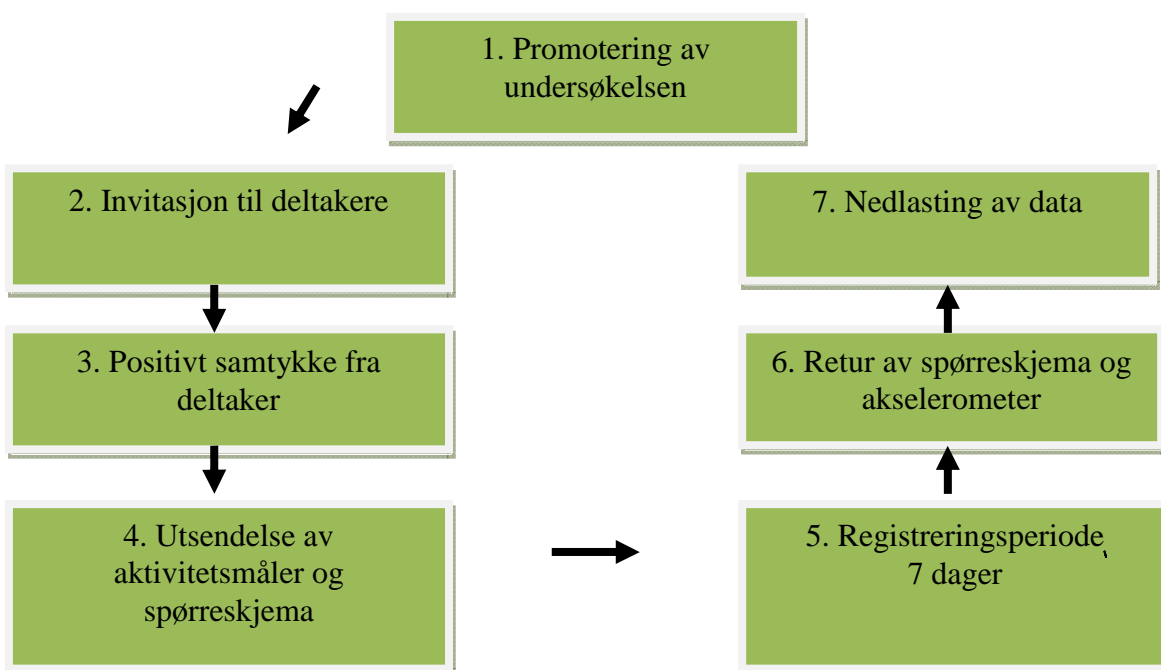 1. Promotering av
undersøkelsen
2. Invitasjon til deltakere
3. Positivt samtykke fra
deltaker
4. Utsendelse av
aktivitetsmåler og
spørreskjema
5. Registreringsperiode
7 dager
6. Retur av spørreskjema og
akselerometer
7. Nedlasting av data